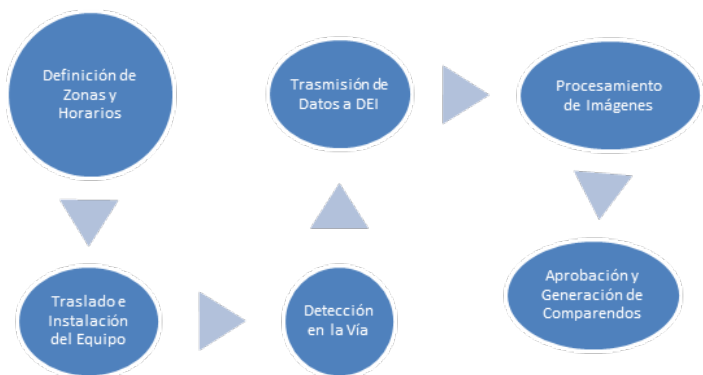 Definición de
Zonas y
Horarios
Traslado e
Instalación
del Equipo
Detección
en la Vía
Trasmisión de
Datos a DEI
Procesamiento
de Imágenes
Aprobación y
Generación de
Comparendos